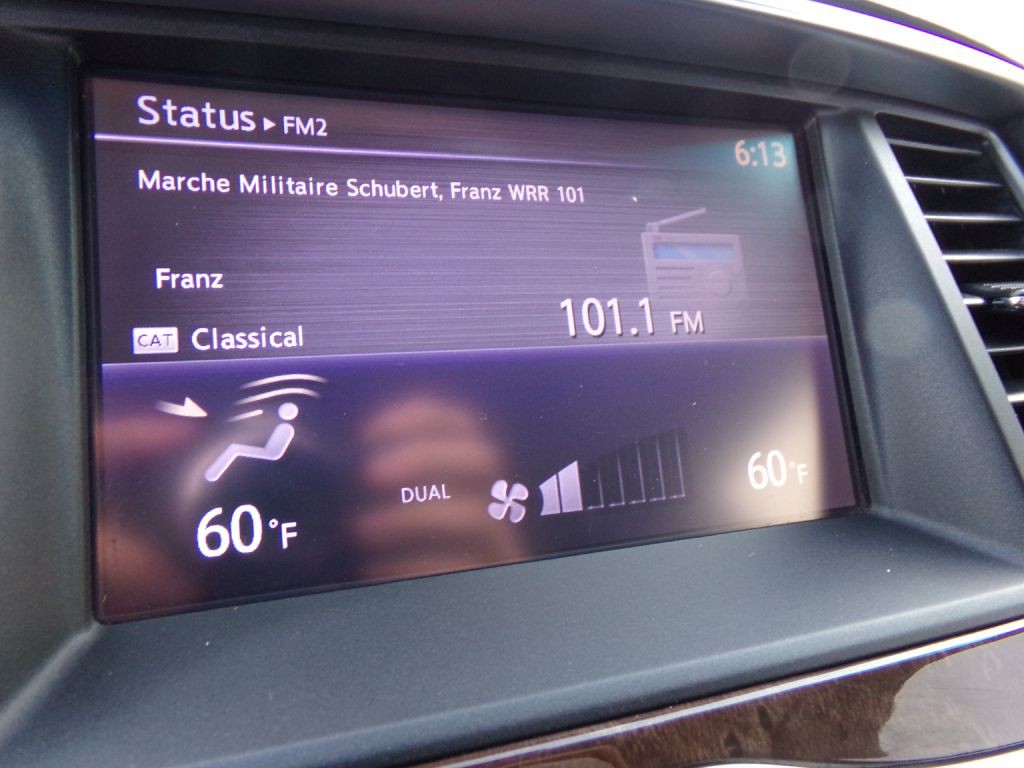 Status ▸ FM2
6:13
Marche Militaire Schubert, Franz WRR 101
Franz
CAT Classical
101.1 FM
60°F
DUAL
60°F